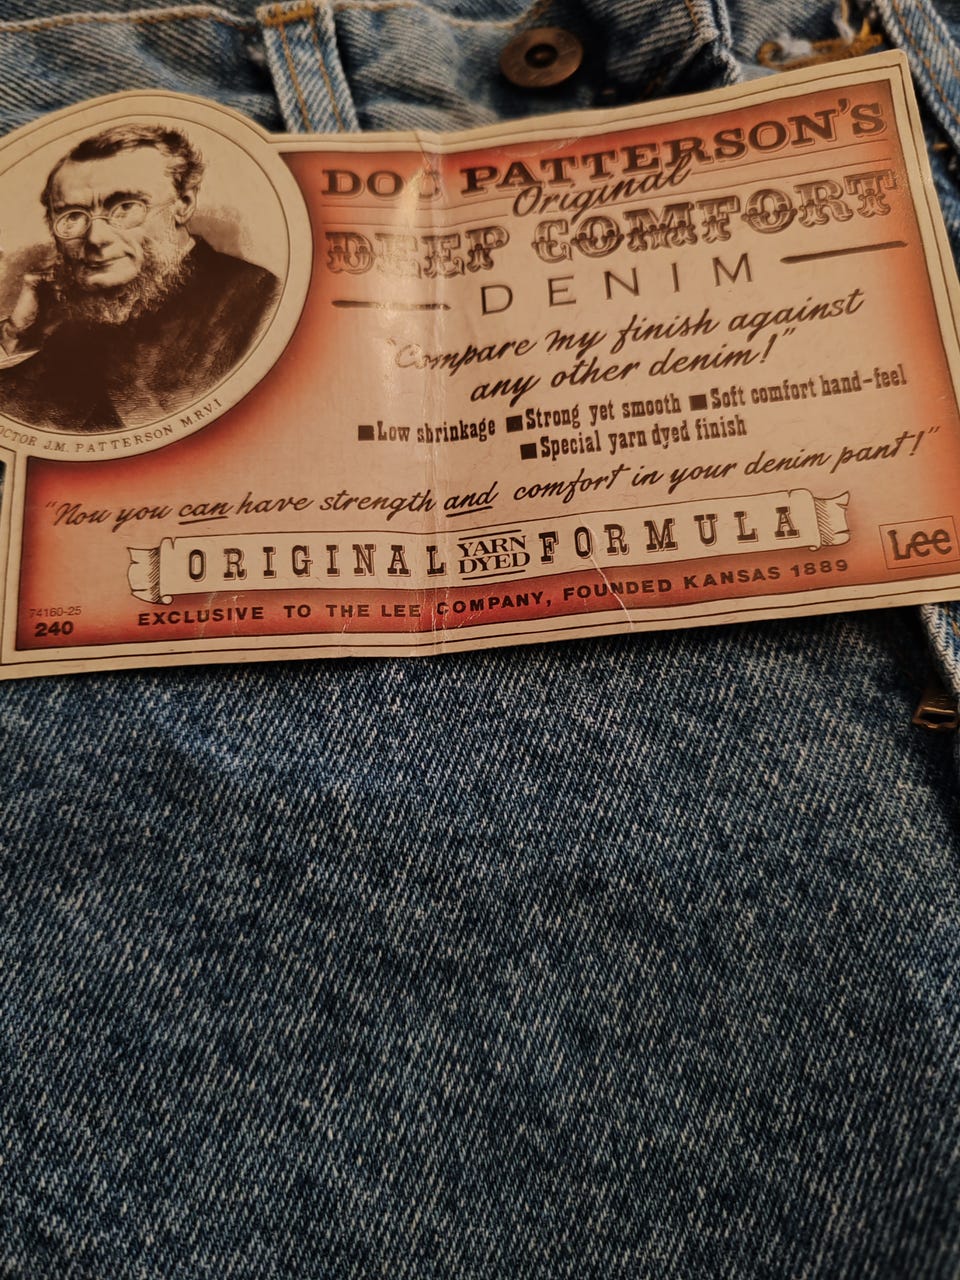 DOC PATTERSON'S
Original
DEEP COMFORT
DENIM
"Compare my finish against
any other denim!"
■Low shrinkage ■Strong yet smooth ■Soft comfort hand-feel
■Special yarn dyed finish
"Now you can have strength and comfort in your denim pant!"
ORIGINAL YARN DYED FORMULA
EXCLUSIVE TO THE LEE COMPANY, FOUNDED KANSAS 1889
Lee
74160-25
240
DOCTOR J.M. PATTERSON M.R.V.I